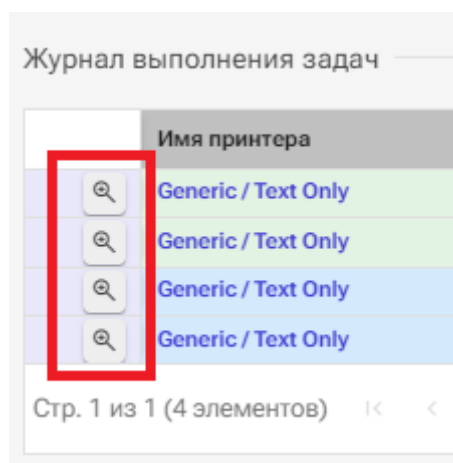 Журнал выполнения задач
Имя принтера
Generic / Text Only
Generic / Text Only
Generic / Text Only
Generic / Text Only
Стр. 1 из 1 (4 элементов)